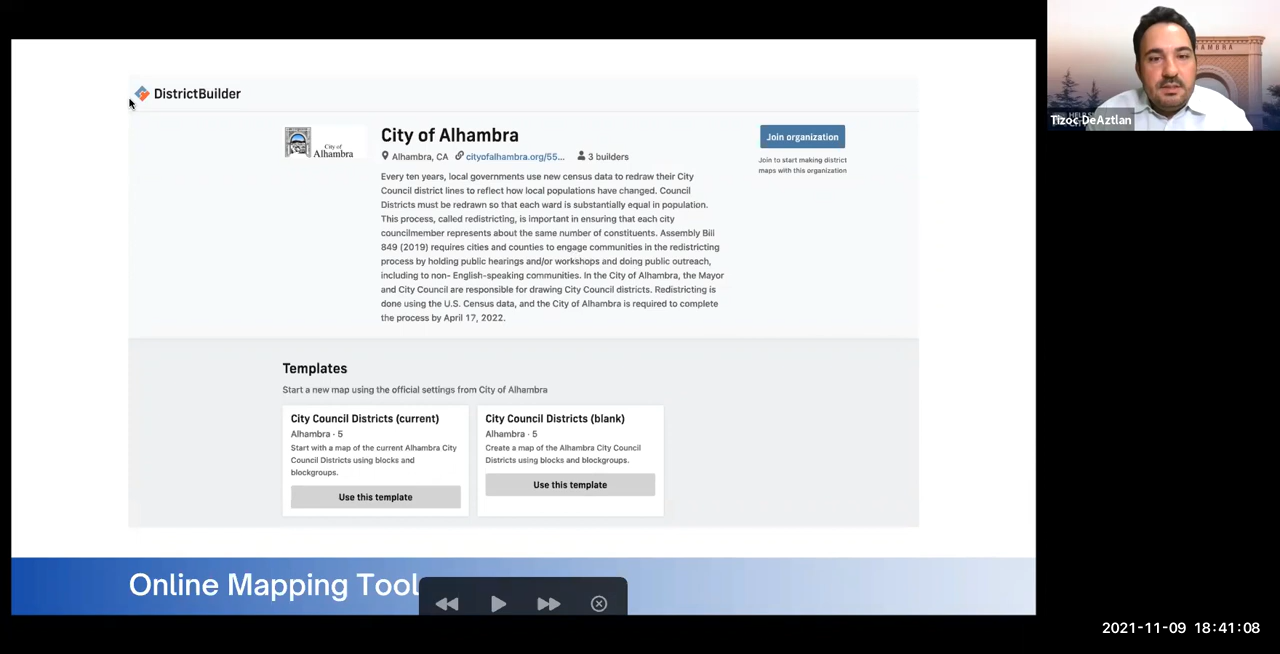 DistrictBuilder
City of
Alhambra
City of Alhambra
Alhambra, CA cityofalhambra.org/55... 3 builders
Every ten years, local governments use new census data to redraw their City
Council district lines to reflect how local populations have changed. Council
Districts must be redrawn so that each ward is substantially equal in population.
This process, called redistricting, is important in ensuring that each city
councilmember represents about the same number of constituents. Assembly Bill
849 (2019) requires cities and counties to engage communities in the redistricting
process by holding public hearings and/or workshops and doing public outreach,
including to non- English-speaking communities. In the City of Alhambra, the Mayor
and City Council are responsible for drawing City Council districts. Redistricting is
done using the U.S. Census data, and the City of Alhambra is required to complete
the process by April 17, 2022.
Join organization
Join to start making district
maps with this organization
Templates
Start a new map using the official settings from City of Alhambra
City Council Districts (current)
Alhambra · 5
Start with a map of the current Alhambra City
Council Districts using blocks and
blockgroups.
Use this template
City Council Districts (blank)
Alhambra · 5
Create a map of the Alhambra City Council
Districts using blocks and blockgroups.
Use this template
Online Mapping Tool
Tizoc DeAztlan
2021-11-09 18:41:08